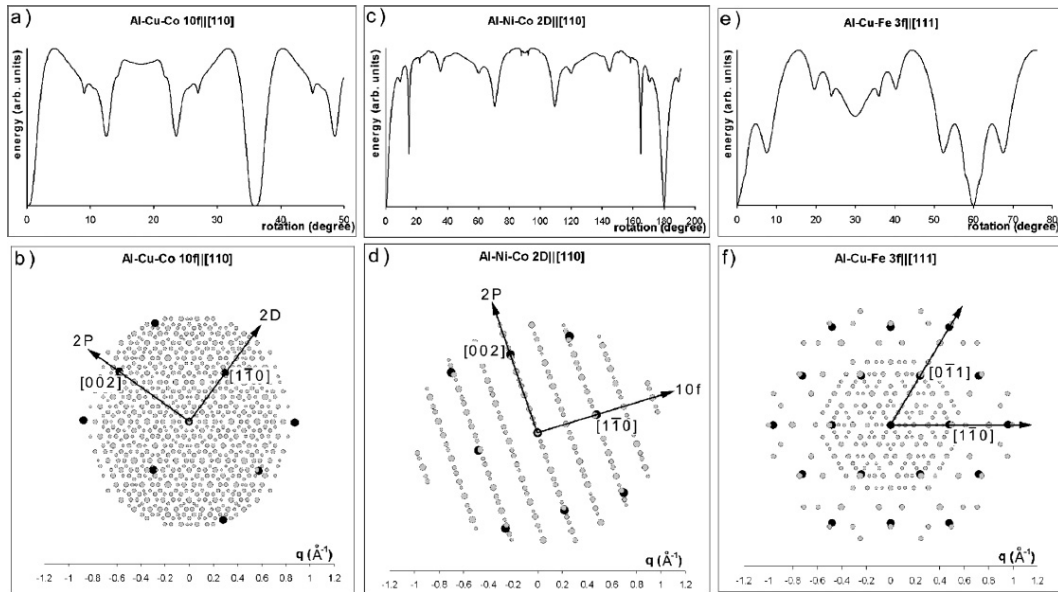 a)
Al-Cu-Co 10f||[110]
energy (arb. units)
0 10 20 30 40 50
rotation (degree)
c)
Al-Ni-Co 2D||[110]
energy (arb. units)
0 20 40 60 80 100 120 140 160 180 200
rotation (degree)
e)
Al-Cu-Fe 3f||[111]
energy (arb. units)
0 10 20 30 40 50 60 70 80
rotation (degree)
b)
Al-Cu-Co 10f||[110]
2P
2D
[002]
[11̄0]
q (Å⁻¹)
-1.2 -1 -0.8 -0.6 -0.4 -0.2 0 0.2 0.4 0.6 0.8 1 1.2
d)
Al-Ni-Co 2D||[110]
2P
[002]
10f
[11̄0]
q (Å⁻¹)
-1.2 -1 -0.8 -0.6 -0.4 -0.2 0 0.2 0.4 0.6 0.8 1 1.2
f)
Al-Cu-Fe 3f||[111]
[01̄1]
[11̄0]
q (Å⁻¹)
-1.2 -1 -0.8 -0.6 -0.4 -0.2 0 0.2 0.4 0.6 0.8 1 1.2